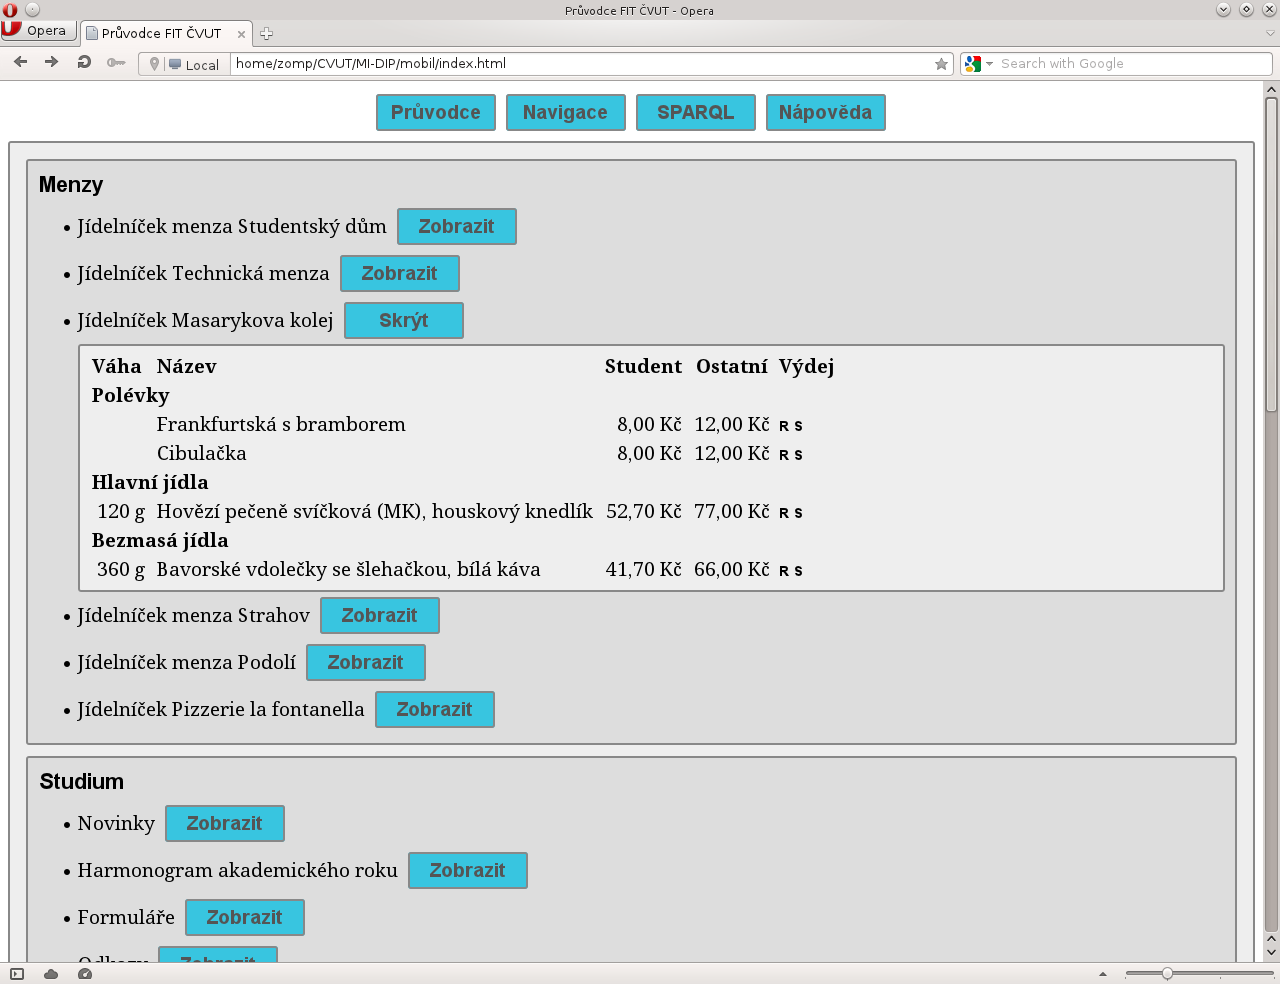 Průvodce FIT ČVUT - Opera
Opera
Průvodce FIT ČVUT
Local
home/zomp/CVUT/MI-DIP/mobil/index.html
Search with Google
Průvodce Navigace SPARQL Nápověda
Menzy
• Jídelníček menza Studentský dům Zobrazit
• Jídelníček Technická menza Zobrazit
• Jídelníček Masarykova kolej Skrýt
Váha Název Student Ostatní Výdej
Polévky
Frankfurtská s bramborem 8,00 Kč 12,00 Kč R S
Cibulačka 8,00 Kč 12,00 Kč R S
Hlavní jídla
120 g Hovězí pečeně svíčková (MK), houskový knedlík 52,70 Kč 77,00 Kč R S
Bezmasá jídla
360 g Bavorské vdolečky se šlehačkou, bílá káva 41,70 Kč 66,00 Kč R S
• Jídelníček menza Strahov Zobrazit
• Jídelníček menza Podolí Zobrazit
• Jídelníček Pizzerie la fontanella Zobrazit
Studium
• Novinky Zobrazit
• Harmonogram akademického roku Zobrazit
• Formuláře Zobrazit
• Odkazy Zobrazit